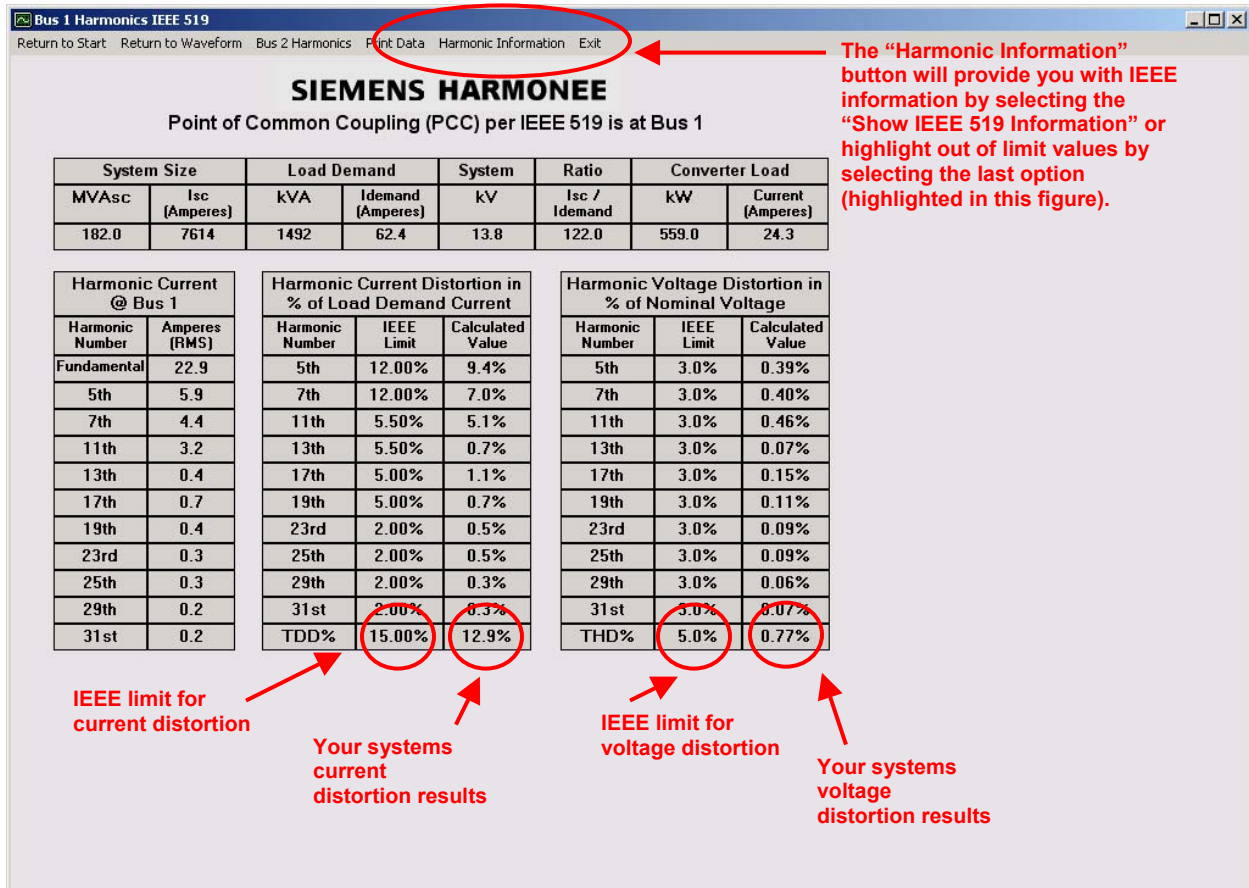 Bus 1 Harmonics IEEE 519
Return to Start Return to Waveform Bus 2 Harmonics Print Data Harmonic Information Exit
The “Harmonic Information”
button will provide you with IEEE
information by selecting the
“Show IEEE 519 Information” or
highlight out of limit values by
selecting the last option
(highlighted in this figure).
SIEMENS HARMONEE
Point of Common Coupling (PCC) per IEEE 519 is at Bus 1
System Size Load Demand System Ratio Converter Load
MVAsc Isc (Amperes) kVA Idemand (Amperes) kV Isc / Idemand kW Current (Amperes)
182.0 7614 1492 62.4 13.8 122.0 559.0 24.3
Harmonic Current
@ Bus 1
Harmonic Number Amperes (RMS)
Fundamental 22.9
5th 5.9
7th 4.4
11th 3.2
13th 0.4
17th 0.7
19th 0.4
23rd 0.3
25th 0.3
29th 0.2
31st 0.2
Harmonic Current Distortion in
% of Load Demand Current
Harmonic Number IEEE Limit Calculated Value
5th 12.00% 9.4%
7th 12.00% 7.0%
11th 5.50% 5.1%
13th 5.50% 0.7%
17th 5.00% 1.1%
19th 5.00% 0.7%
23rd 2.00% 0.5%
25th 2.00% 0.5%
29th 2.00% 0.3%
31st 2.00% 0.3%
TDD% 15.00% 12.9%
Harmonic Voltage Distortion in
% of Nominal Voltage
Harmonic Number IEEE Limit Calculated Value
5th 3.0% 0.39%
7th 3.0% 0.40%
11th 3.0% 0.46%
13th 3.0% 0.07%
17th 3.0% 0.15%
19th 3.0% 0.11%
23rd 3.0% 0.09%
25th 3.0% 0.09%
29th 3.0% 0.06%
31st 3.0% 0.07%
THD% 5.0% 0.77%
IEEE limit for
current distortion
Your systems
current
distortion results
IEEE limit for
voltage distortion
Your systems
voltage
distortion results